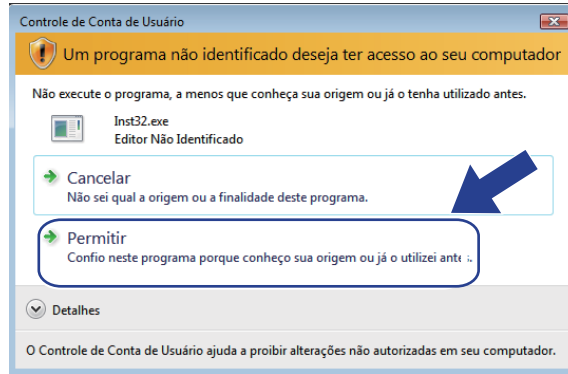 Controle de Conta de Usuário
Um programa não identificado deseja ter acesso ao seu computador
Não execute o programa, a menos que conheça sua origem ou já o tenha utilizado antes.
Inst32.exe
Editor Não Identificado
Cancelar
Não sei qual a origem ou a finalidade deste programa.
Permitir
Confio neste programa porque conheço sua origem ou já o utilizei antes.
Detalhes
O Controle de Conta de Usuário ajuda a proibir alterações não autorizadas em seu computador.